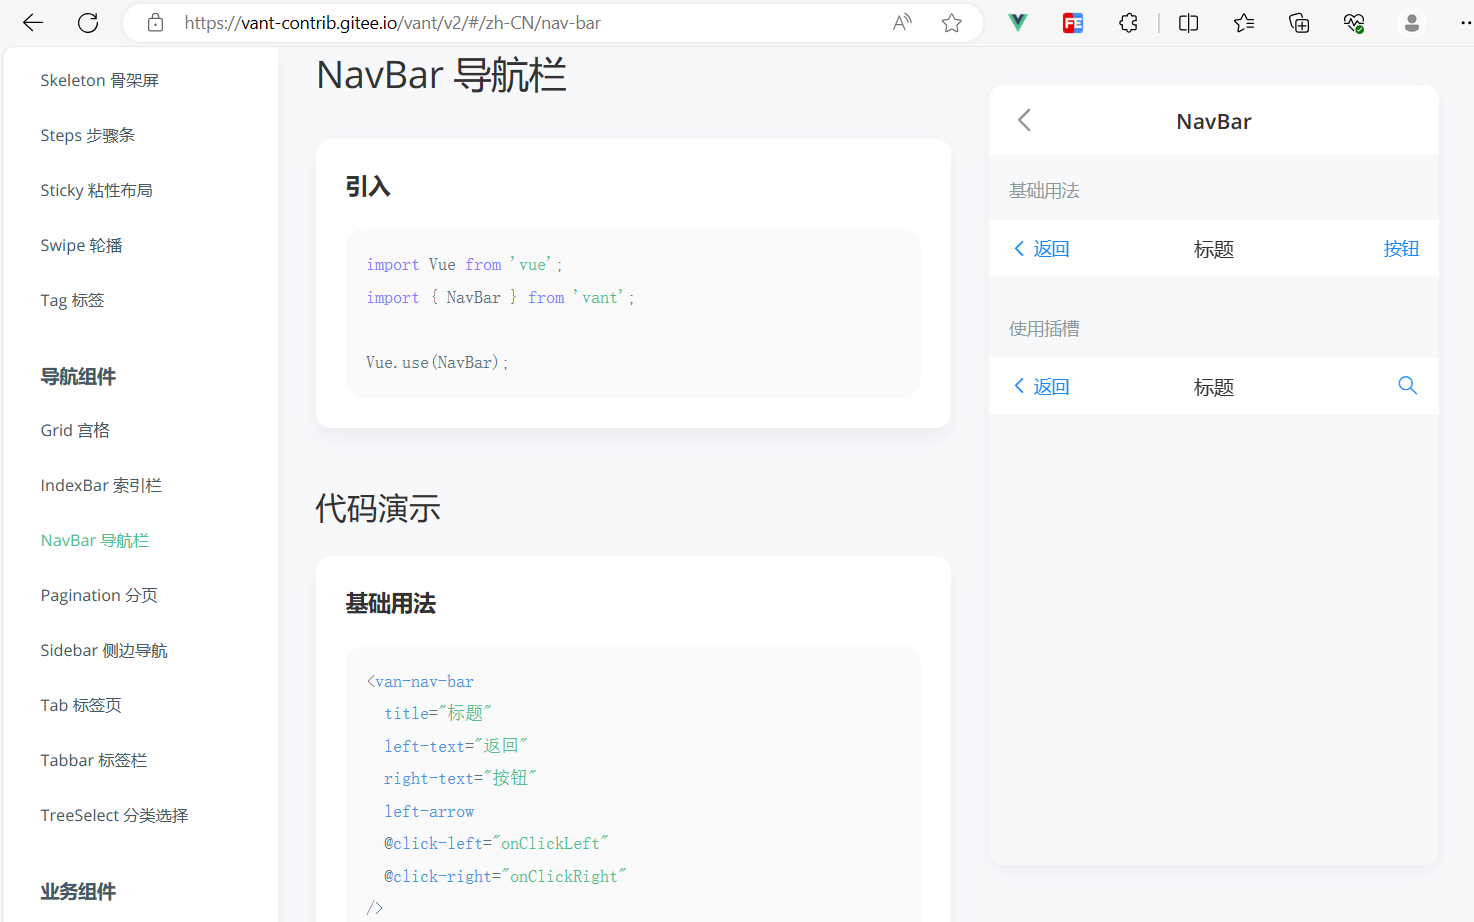 https://vant-contrib.gitee.io/vant/v2/#/zh-CN/nav-bar
Skeleton 骨架屏
Steps 步骤条
Sticky 粘性布局
Swipe 轮播
Tag 标签
导航组件
Grid 宫格
IndexBar 索引栏
NavBar 导航栏
Pagination 分页
Sidebar 侧边导航
Tab 标签页
Tabbar 标签栏
TreeSelect 分类选择
业务组件
NavBar 导航栏
引入
import Vue from 'vue';
import { NavBar } from 'vant';
Vue.use(NavBar);
代码演示
基础用法
<van-nav-bar
title="标题"
left-text="返回"
right-text="按钮"
left-arrow
@click-left="onClickLeft"
@click-right="onClickRight"
/>
NavBar
基础用法
返回 标题 按钮
使用插槽
返回 标题